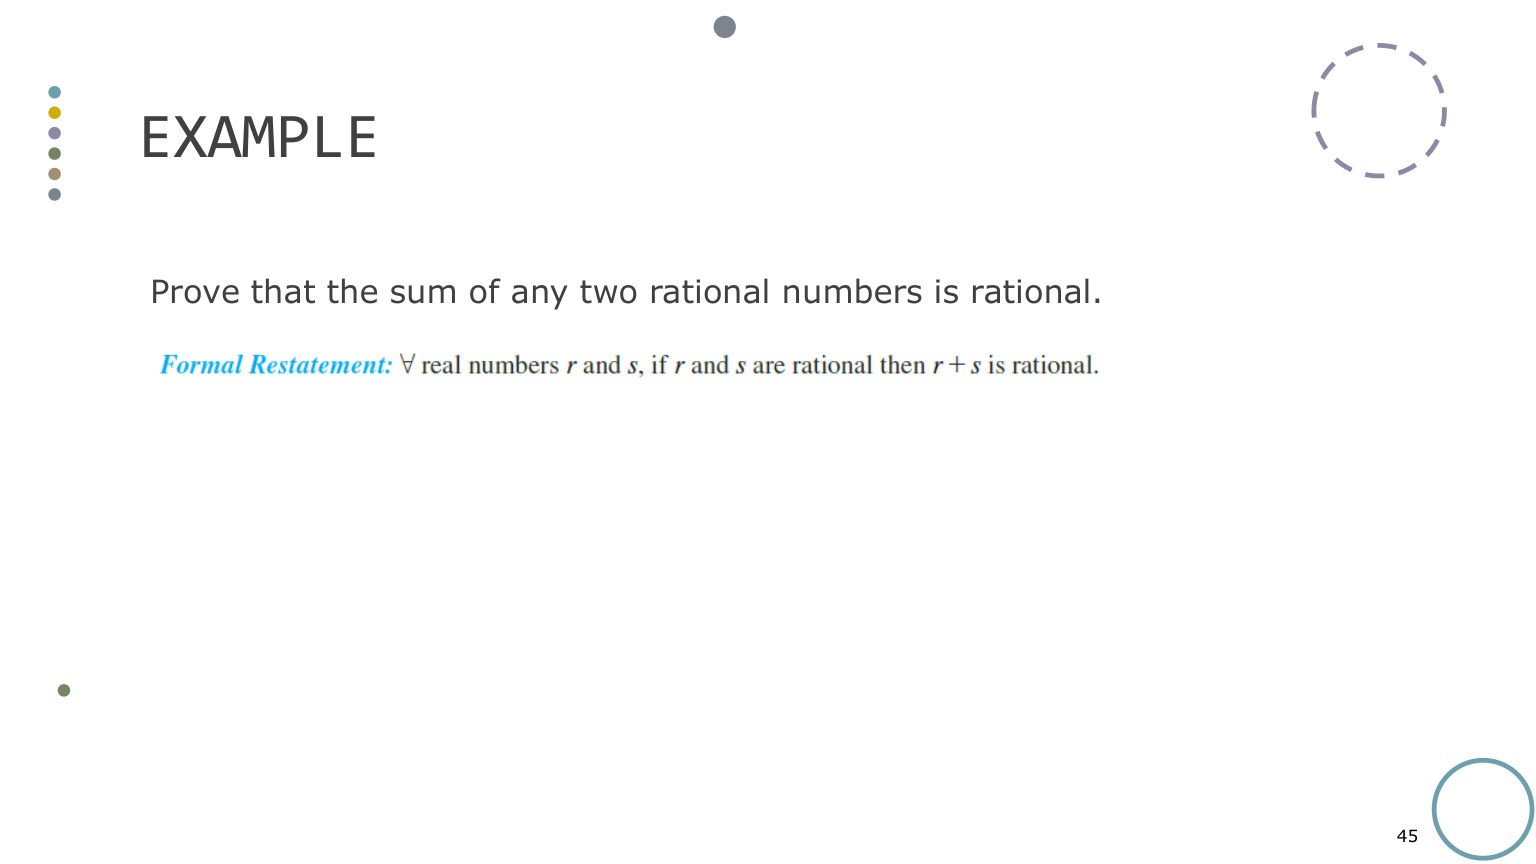 EXAMPLE
Prove that the sum of any two rational numbers is rational.
Formal Restatement: ∀ real numbers r and s, if r and s are rational then r + s is rational.
45